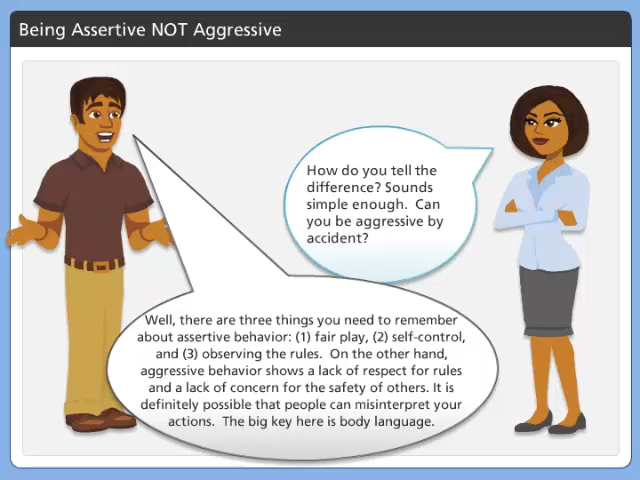 Being Assertive NOT Aggressive
How do you tell the
difference? Sounds
simple enough. Can
you be aggressive by
accident?
Well, there are three things you need to remember
about assertive behavior: (1) fair play, (2) self-control,
and (3) observing the rules. On the other hand,
aggressive behavior shows a lack of respect for rules
and a lack of concern for the safety of others. It is
definitely possible that people can misinterpret your
actions. The big key here is body language.